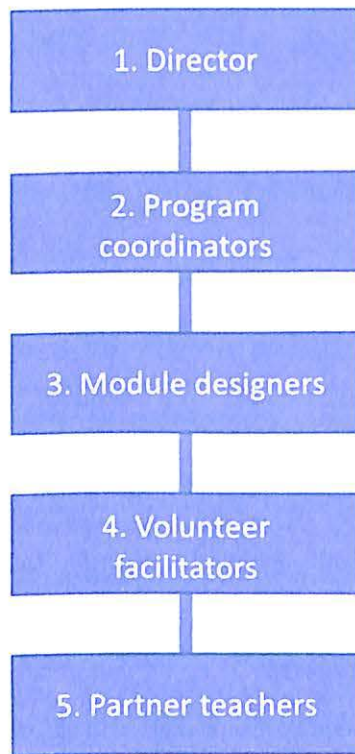 1. Director
2. Program
coordinators
3. Module designers
4. Volunteer
facilitators
5. Partner teachers